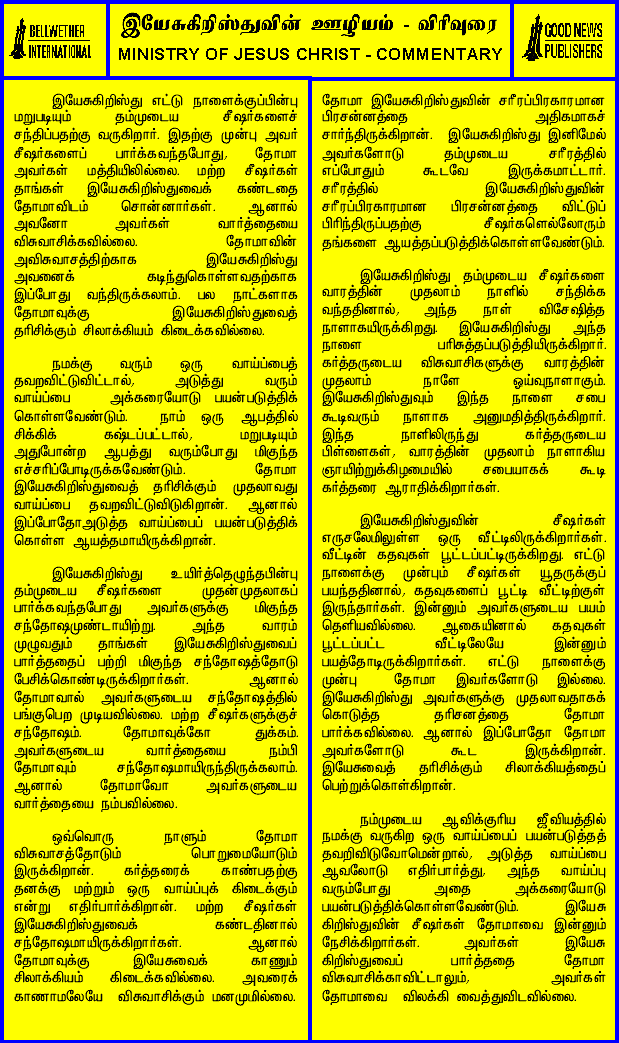 BELLWETHER
INTERNATIONAL
இயேசுகிறிஸ்துவின் ஊழியம் - விரிவுரை
MINISTRY OF JESUS CHRIST - COMMENTARY
GOOD NEWS
PUBLISHERS
இயேசுகிறிஸ்து எட்டு நாளைக்குப்பின்பு
மறுபடியும் தம்முடைய சீஷர்களைச்
சந்திப்பதற்கு வருகிறார். இதற்கு முன்பு அவர்
சீஷர்களைப் பார்க்கவந்தபோது, தோமா
அவர்கள் மத்தியிலில்லை. மற்ற சீஷர்கள்
தாங்கள் இயேசுகிறிஸ்துவைக் கண்டதை
தோமாவிடம் சொன்னார்கள். ஆனால்
அவனோ அவர்கள் வார்த்தையை
விசுவாசிக்கவில்லை. தோமாவின்
அவிசுவாசத்திற்காக இயேசுகிறிஸ்து
அவனைக் கடிந்துகொள்வதற்காக
இப்போது வந்திருக்கலாம். பல நாட்களாக
தோமாவுக்கு இயேசுகிறிஸ்துவைத்
தரிசிக்கும் சிலாக்கியம் கிடைக்கவில்லை.
நமக்கு வரும் ஒரு வாய்ப்பைத்
தவறவிட்டுவிட்டால், அடுத்து வரும்
வாய்ப்பை அக்கரையோடு பயன்படுத்திக்
கொள்ளவேண்டும். நாம் ஒரு ஆபத்தில்
சிக்கிக் கஷ்டப்பட்டால், மறுபடியும்
அதுபோன்ற ஆபத்து வரும்போது மிகுந்த
எச்சரிப்போடிருக்கவேண்டும். தோமா
இயேசுகிறிஸ்துவைத் தரிசிக்கும் முதலாவது
வாய்ப்பை தவறவிட்டுவிடுகிறான். ஆனால்
இப்போதோஅடுத்த வாய்ப்பைப் பயன்படுத்திக்
கொள்ள ஆயத்தமாயிருக்கிறான்.
இயேசுகிறிஸ்து உயிர்த்தெழுந்தபின்பு
தம்முடைய சீஷர்களை முதன்முதலாகப்
பார்க்கவந்தபோது அவர்களுக்கு மிகுந்த
சந்தோஷமுண்டாயிற்று. அந்த வாரம்
முழுவதும் தாங்கள் இயேசுகிறிஸ்துவைப்
பார்த்ததைப் பற்றி மிகுந்த சந்தோஷத்தோடு
பேசிக்கொண்டிருக்கிறார்கள். ஆனால்
தோமாவால் அவர்களுடைய சந்தோஷத்தில்
பங்குபெற முடியவில்லை. மற்ற சீஷர்களுக்குச்
சந்தோஷம். தோமாவுக்கோ துக்கம்.
அவர்களுடைய வார்த்தையை நம்பி
தோமாவும் சந்தோஷமாயிருந்திருக்கலாம்.
ஆனால் தோமாவோ அவர்களுடைய
வார்த்தையை நம்பவில்லை.
ஒவ்வொரு நாளும் தோமா
விசுவாசத்தோடும் பொறுமையோடும்
இருக்கிறான். கர்த்தரைக் காண்பதற்கு
தனக்கு மற்றும் ஒரு வாய்ப்புக் கிடைக்கும்
என்று எதிர்பார்க்கிறான். மற்ற சீஷர்கள்
இயேசுகிறிஸ்துவைக் கண்டதினால்
சந்தோஷமாயிருக்கிறார்கள். ஆனால்
தோமாவுக்கு இயேசுவைக் காணும்
சிலாக்கியம் கிடைக்கவில்லை. அவரைக்
காணாமலேயே விசுவாசிக்கும் மனமுமில்லை.
தோமா இயேசுகிறிஸ்துவின் சரீரப்பிரகாரமான
பிரசன்னத்தை அதிகமாகச்
சார்ந்திருக்கிறான். இயேசுகிறிஸ்து இனிமேல்
அவர்களோடு தம்முடைய சரீரத்தில்
எப்போதும் கூடவே இருக்கமாட்டார்.
சரீரத்தில் இயேசுகிறிஸ்துவின்
சரீரப்பிரகாரமான பிரசன்னத்தை விட்டுப்
பிரிந்திருப்பதற்கு சீஷர்களெல்லோரும்
தங்களை ஆயத்தப்படுத்திக்கொள்ளவேண்டும்.
இயேசுகிறிஸ்து தம்முடைய சீஷர்களை
வாரத்தின் முதலாம் நாளில் சந்திக்க
வந்ததினால், அந்த நாள் விசேஷித்த
நாளாகயிருக்கிறது. இயேசுகிறிஸ்து அந்த
நாளை பரிசுத்தப்படுத்தியிருக்கிறார்.
கர்த்தருடைய விசுவாசிகளுக்கு வாரத்தின்
முதலாம் நாளே ஓய்வுநாளாகும்.
இயேசுகிறிஸ்துவும் இந்த நாளை சபை
கூடிவரும் நாளாக அனுமதித்திருக்கிறார்.
இந்த நாளிலிருந்து கர்த்தருடைய
பிள்ளைகள், வாரத்தின் முதலாம் நாளாகிய
ஞாயிற்றுக்கிழமையில் சபையாகக் கூடி
கர்த்தரை ஆராதிக்கிறார்கள்.
இயேசுகிறிஸ்துவின் சீஷர்கள்
எருசலேமிலுள்ள ஒரு வீட்டிலிருக்கிறார்கள்.
வீட்டின் கதவுகள் பூட்டப்பட்டிருக்கிறது. எட்டு
நாளைக்கு முன்பும் சீஷர்கள் யூதருக்குப்
பயந்ததினால், கதவுகளைப் பூட்டி வீட்டிற்குள்
இருந்தார்கள். இன்னும் அவர்களுடைய பயம்
தெளியவில்லை. ஆகையினால் கதவுகள்
பூட்டப்பட்ட வீட்டிலேயே இன்னும்
பயத்தோடிருக்கிறார்கள். எட்டு நாளைக்கு
முன்பு தோமா இவர்களோடு இல்லை.
இயேசுகிறிஸ்து அவர்களுக்கு முதலாவதாகக்
கொடுத்த தரிசனத்தை தோமா
பார்க்கவில்லை. ஆனால் இப்போதோ தோமா
அவர்களோடு கூட இருக்கிறான்.
இயேசுவைத் தரிசிக்கும் சிலாக்கியத்தைப்
பெற்றுக்கொள்கிறான்.
நம்முடைய ஆவிக்குரிய ஜீவியத்தில்
நமக்கு வருகிற ஒரு வாய்ப்பைப் பயன்படுத்தத்
தவறிவிடுவோமென்றால், அடுத்த வாய்ப்பை
ஆவலோடு எதிர்பார்த்து, அந்த வாய்ப்பு
வரும்போது அதை அக்கரையோடு
பயன்படுத்திக்கொள்ளவேண்டும். இயேசு
கிறிஸ்துவின் சீஷர்கள் தோமாவை இன்னும்
நேசிக்கிறார்கள். அவர்கள் இயேசு
கிறிஸ்துவைப் பார்த்ததை தோமா
விசுவாசிக்காவிட்டாலும், அவர்கள்
தோமாவை விலக்கி வைத்துவிடவில்லை.